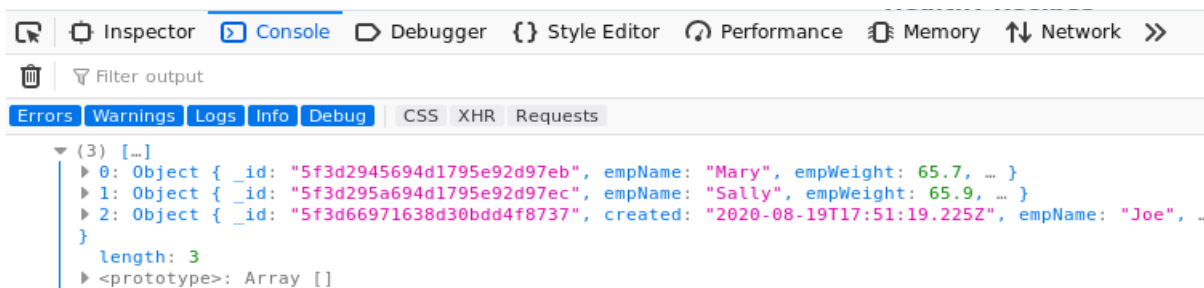 Inspector Console Debugger {} Style Editor Performance Memory Network
Filter output
Errors Warnings Logs Info Debug CSS XHR Requests
(3) […]
0: Object { _id: "5f3d2945694d1795e92d97eb", empName: "Mary", empWeight: 65.7, … }
1: Object { _id: "5f3d295a694d1795e92d97ec", empName: "Sally", empWeight: 65.9, … }
2: Object { _id: "5f3d66971638d30bdd4f8737", created: "2020-08-19T17:51:19.225Z", empName: "Joe", …
}
length: 3
<prototype>: Array []